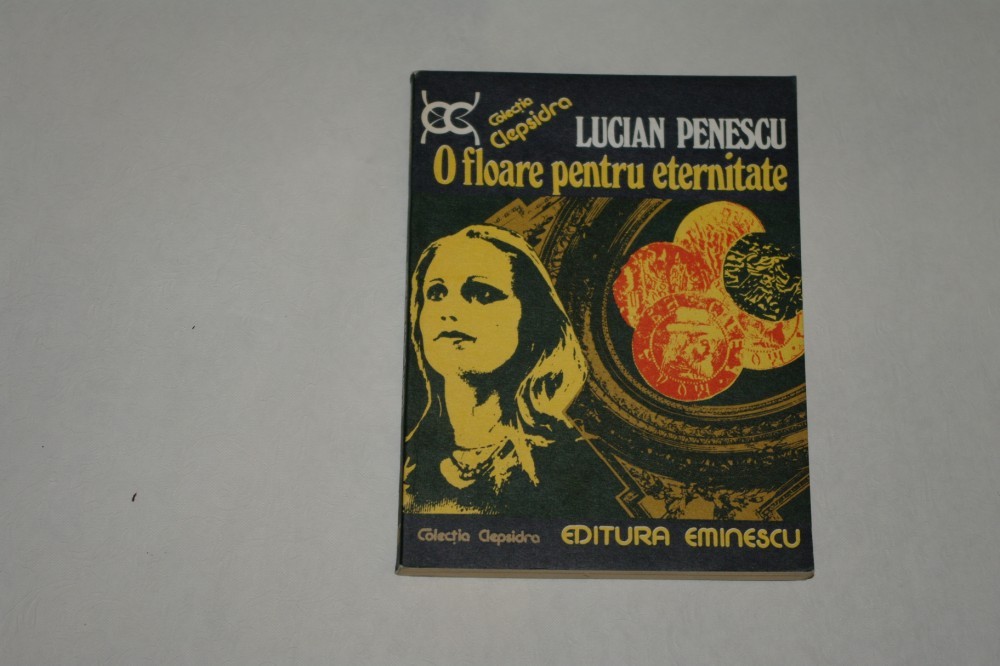 Colecția
Clepsidra
LUCIAN PENESCU
O floare pentru eternitate
Colecția Clepsidra
EDITURA EMINESCU